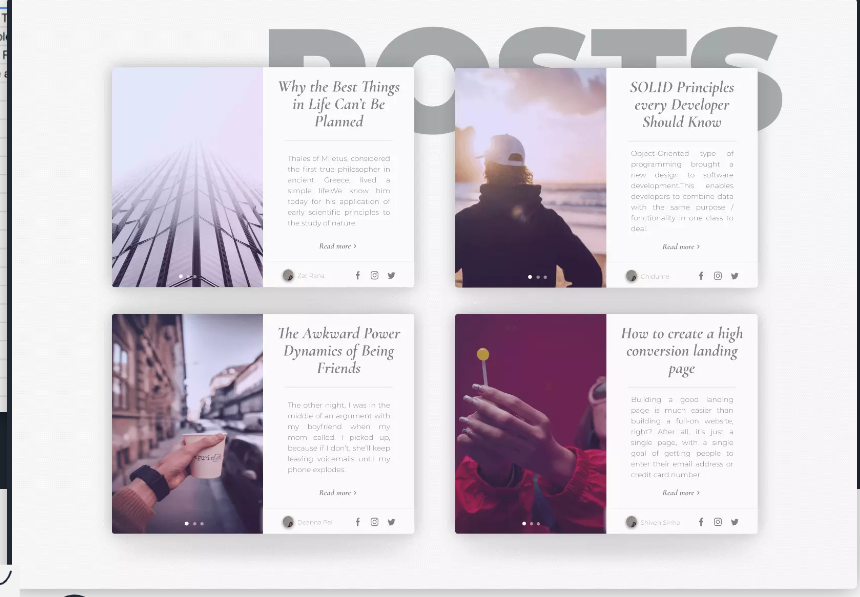 POSTS
Why the Best Things
in Life Can't Be
Planned
Thales of Miletus, considered
the first true philosopher in
ancient Greece, lived a
simple life.We know him
today for his application of
early scientific principles to
the study of nature.
Read more ›
Zat Rana
SOLID Principles
every Developer
Should Know
Object-Oriented type of
programming brought a
new design to software
development.This enables
developers to combine data
with the same purpose /
functionality in one class to
deal.
Read more ›
Chidume
The Awkward Power
Dynamics of Being
Friends
The other night, I was in the
middle of an argument with
my boyfriend when my
mom called. I picked up,
because if I don't, she'll keep
leaving voicemails until my
phone explodes.
Read more ›
Deanna Pai
How to create a high
conversion landing
page
Building a good landing
page is much easier than
building a full-on website,
right? After all, it's just a
single page, with a single
goal of getting people to
enter their email address or
credit card number.
Read more ›